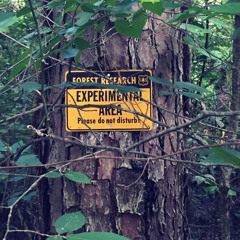 FOREST RESEARCH
EXPERIMENTAL
AREA
Please do not disturb